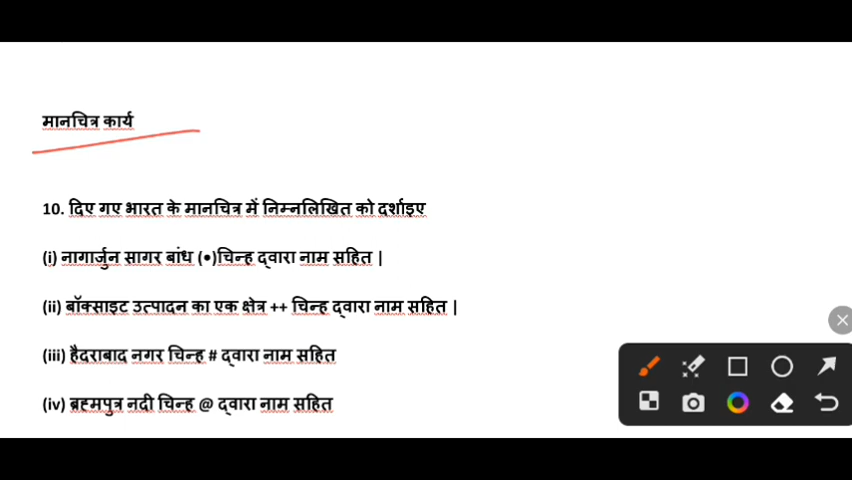 मानचित्र कार्य
10. दिए गए भारत के मानचित्र में निम्नलिखित को दर्शाइए
(i) नागार्जुन सागर बांध (•)चिन्ह द्वारा नाम सहित |
(ii) बॉक्साइट उत्पादन का एक क्षेत्र ++ चिन्ह द्वारा नाम सहित |
(iii) हैदराबाद नगर चिन्ह # द्वारा नाम सहित
(iv) ब्रह्मपुत्र नदी चिन्ह @ द्वारा नाम सहित